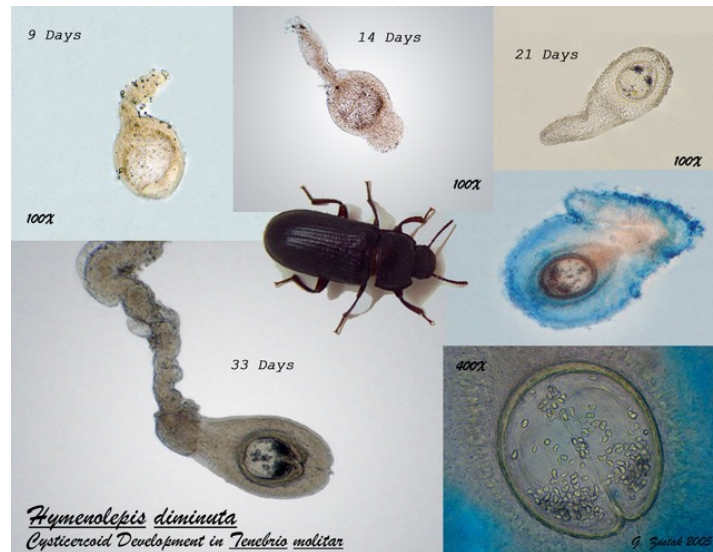 9 Days
14 Days
21 Days
100X
100X
100X
33 Days
400X
Hymenolepis diminuta
Cysticercoid Development in Tenebrio molitar
G. Zustak 2005